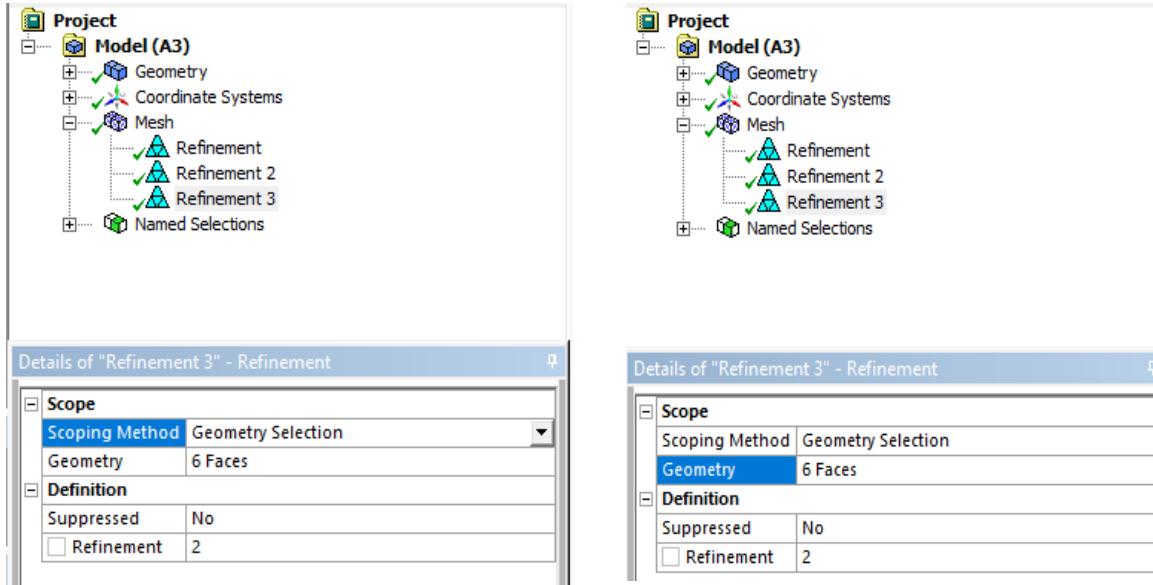 Project
Model (A3)
Geometry
Coordinate Systems
Mesh
Refinement
Refinement 2
Refinement 3
Named Selections
Details of "Refinement 3" - Refinement
Scope
Scoping Method Geometry Selection
Geometry 6 Faces
Definition
Suppressed No
Refinement 2
Project
Model (A3)
Geometry
Coordinate Systems
Mesh
Refinement
Refinement 2
Refinement 3
Named Selections
Details of "Refinement 3" - Refinement
Scope
Scoping Method Geometry Selection
Geometry 6 Faces
Definition
Suppressed No
Refinement 2